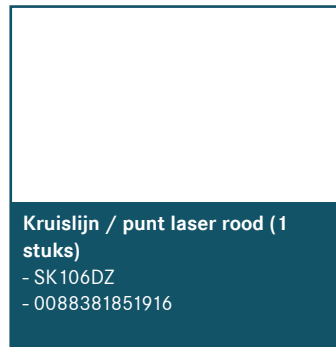 Kruislijn / punt laser rood (1
stuks)
- SK106DZ
- 0088381851916